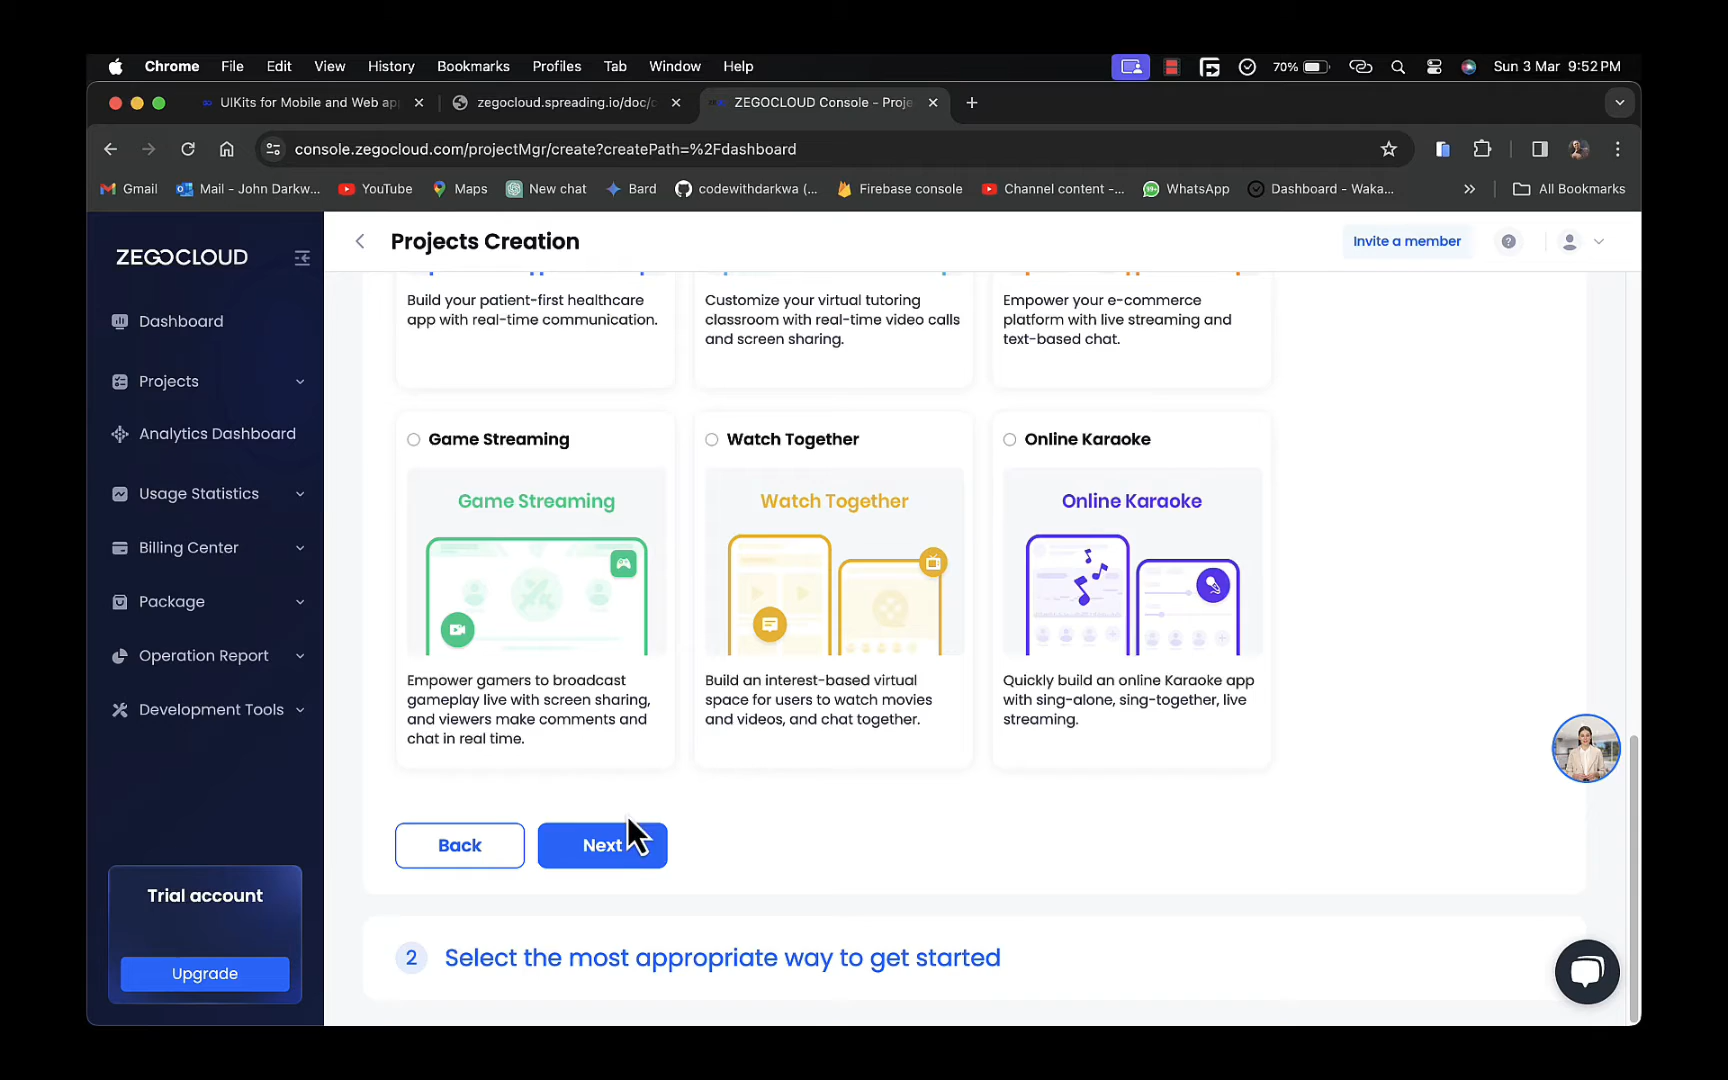 Chrome File Edit View History Bookmarks Profiles Tab Window Help 70% Sun 3 Mar 9:52 PM
UIKits for Mobile and Web ap
zegocloud.spreading.io/doc/
ZEGOCLOUD Console - Proje
console.zegocloud.com/projectMgr/create?createPath=%2Fdashboard
Gmail Mail - John Darkw... YouTube Maps New chat Bard codewithdarkwa (... Firebase console Channel content -... 99+ WhatsApp Dashboard - Waka... » All Bookmarks
ZEGOCLOUD
Dashboard
Projects
Analytics Dashboard
Usage Statistics
Billing Center
Package
Operation Report
Development Tools
Trial account
Upgrade
Projects Creation
Invite a member
?
Build your patient-first healthcare
app with real-time communication.
Customize your virtual tutoring
classroom with real-time video calls
and screen sharing.
Empower your e-commerce
platform with live streaming and
text-based chat.
Game Streaming
Game Streaming
Empower gamers to broadcast
gameplay live with screen sharing,
and viewers make comments and
chat in real time.
Watch Together
Watch Together
Build an interest-based virtual
space for users to watch movies
and videos, and chat together.
Online Karaoke
Online Karaoke
Quickly build an online Karaoke app
with sing-alone, sing-together, live
streaming.
Back
Next
2 Select the most appropriate way to get started